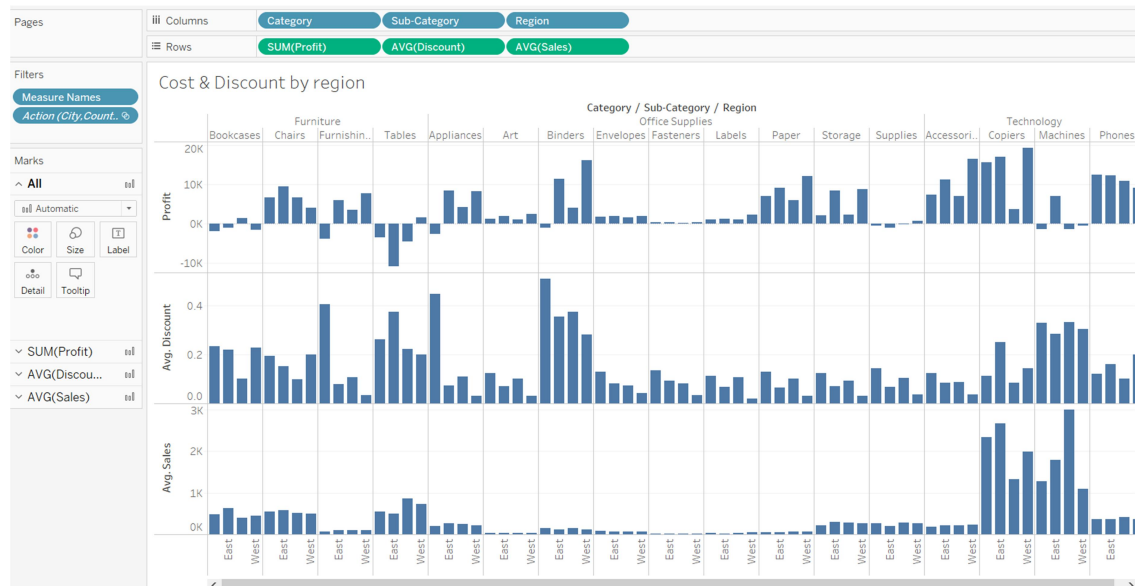 Pages
iii Columns
Category
Sub-Category
Region
Rows
SUM(Profit)
AVG(Discount)
AVG(Sales)
Filters
Measure Names
Action (City,Count..
Marks
All
Automatic
Color
Size
Label
Detail
Tooltip
SUM(Profit)
AVG(Discou...
AVG(Sales)
Cost & Discount by region
Category / Sub-Category / Region
Furniture
Office Supplies
Technology
Bookcases Chairs Furnishin.. Tables Appliances Art Binders Envelopes Fasteners Labels Paper Storage Supplies Accessori.. Copiers Machines Phones
Profit
20K
10K
0K
-10K
Avg. Discount
0.4
0.2
0.0
Avg. Sales
3K
2K
1K
0K
East West East West East West East West East West East West East West East West East West East West East West East West East West East West East West East West East